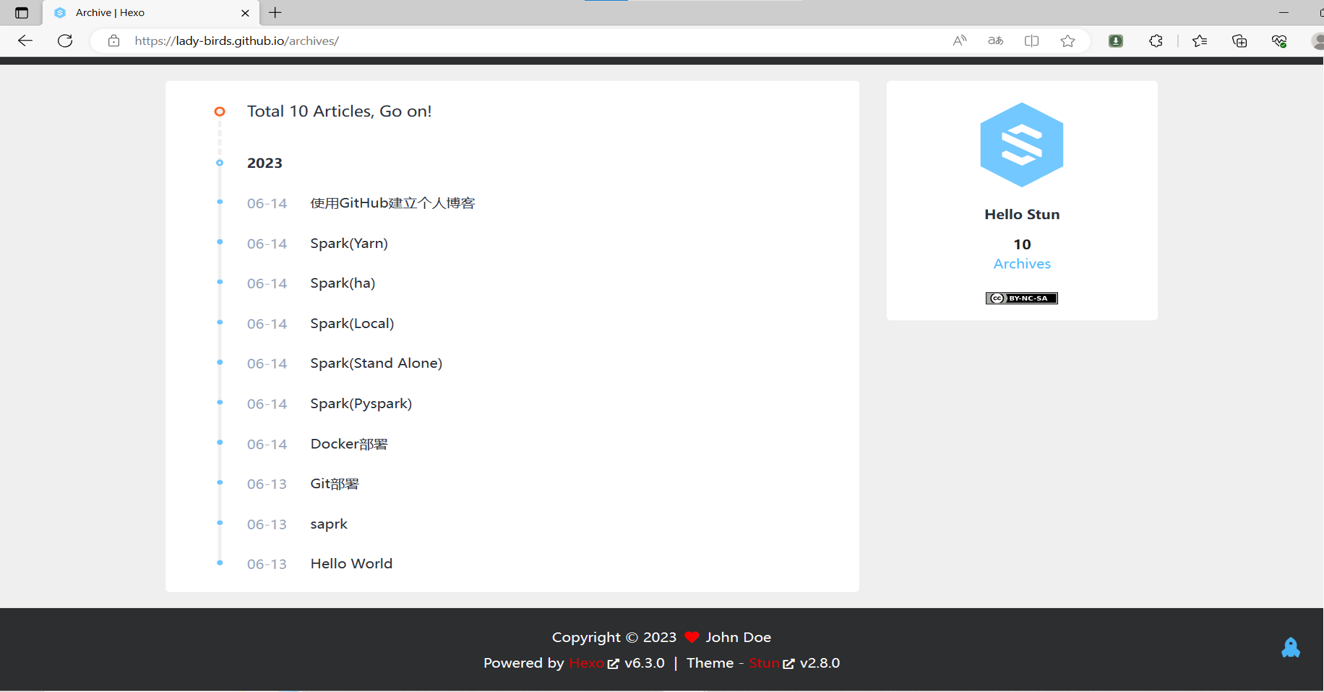 Archive | Hexo
https://lady-birds.github.io/archives/
Total 10 Articles, Go on!
2023
06-14 使用GitHub建立个人博客
06-14 Spark(Yarn)
06-14 Spark(ha)
06-14 Spark(Local)
06-14 Spark(Stand Alone)
06-14 Spark(Pyspark)
06-14 Docker部署
06-13 Git部署
06-13 saprk
06-13 Hello World
Hello Stun
10
Archives
cc BY-NC-SA
Copyright © 2023 ❤ John Doe
Powered by Hexo v6.3.0 | Theme - Stun v2.8.0